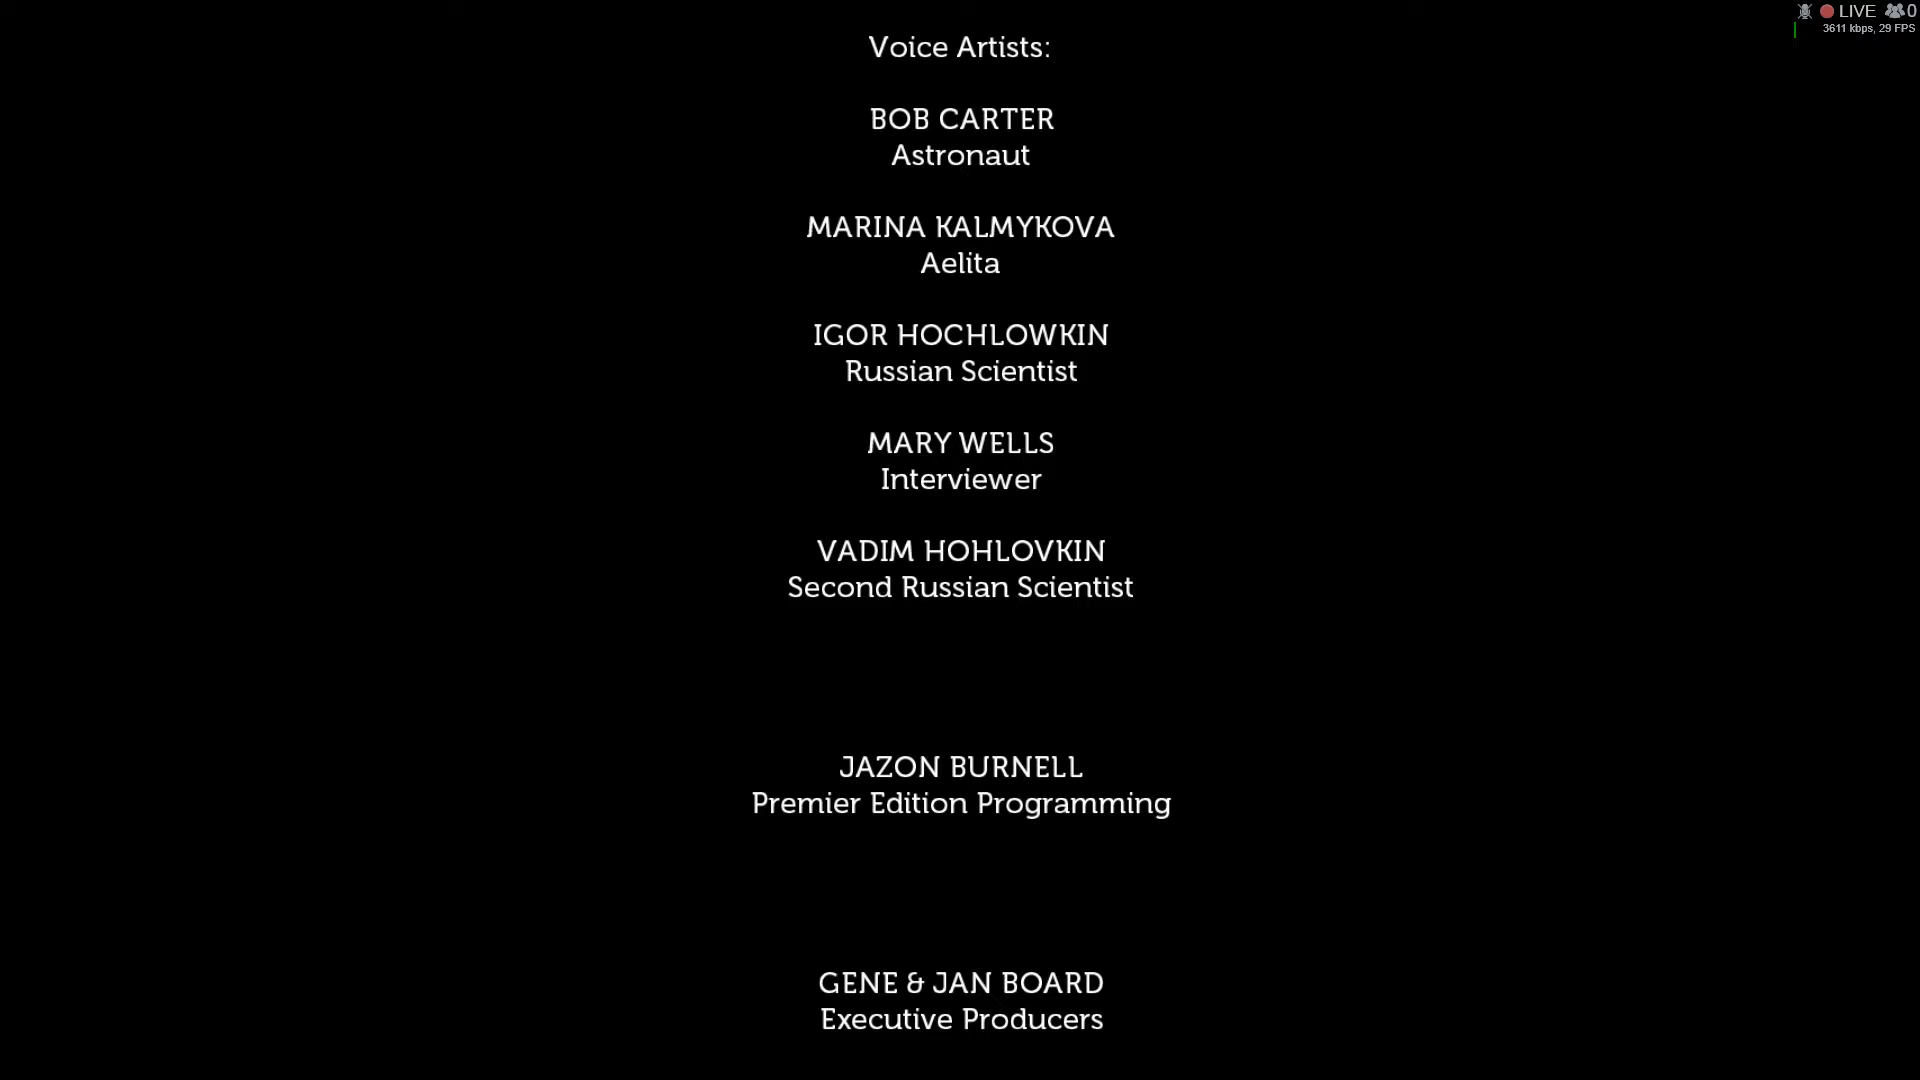 LIVE 0
3611 kbps, 29 FPS
Voice Artists:
BOB CARTER
Astronaut
MARINA KALMYKOVA
Aelita
IGOR HOCHLOWKIN
Russian Scientist
MARY WELLS
Interviewer
VADIM HOHLOVKIN
Second Russian Scientist
JAZON BURNELL
Premier Edition Programming
GENE & JAN BOARD
Executive Producers